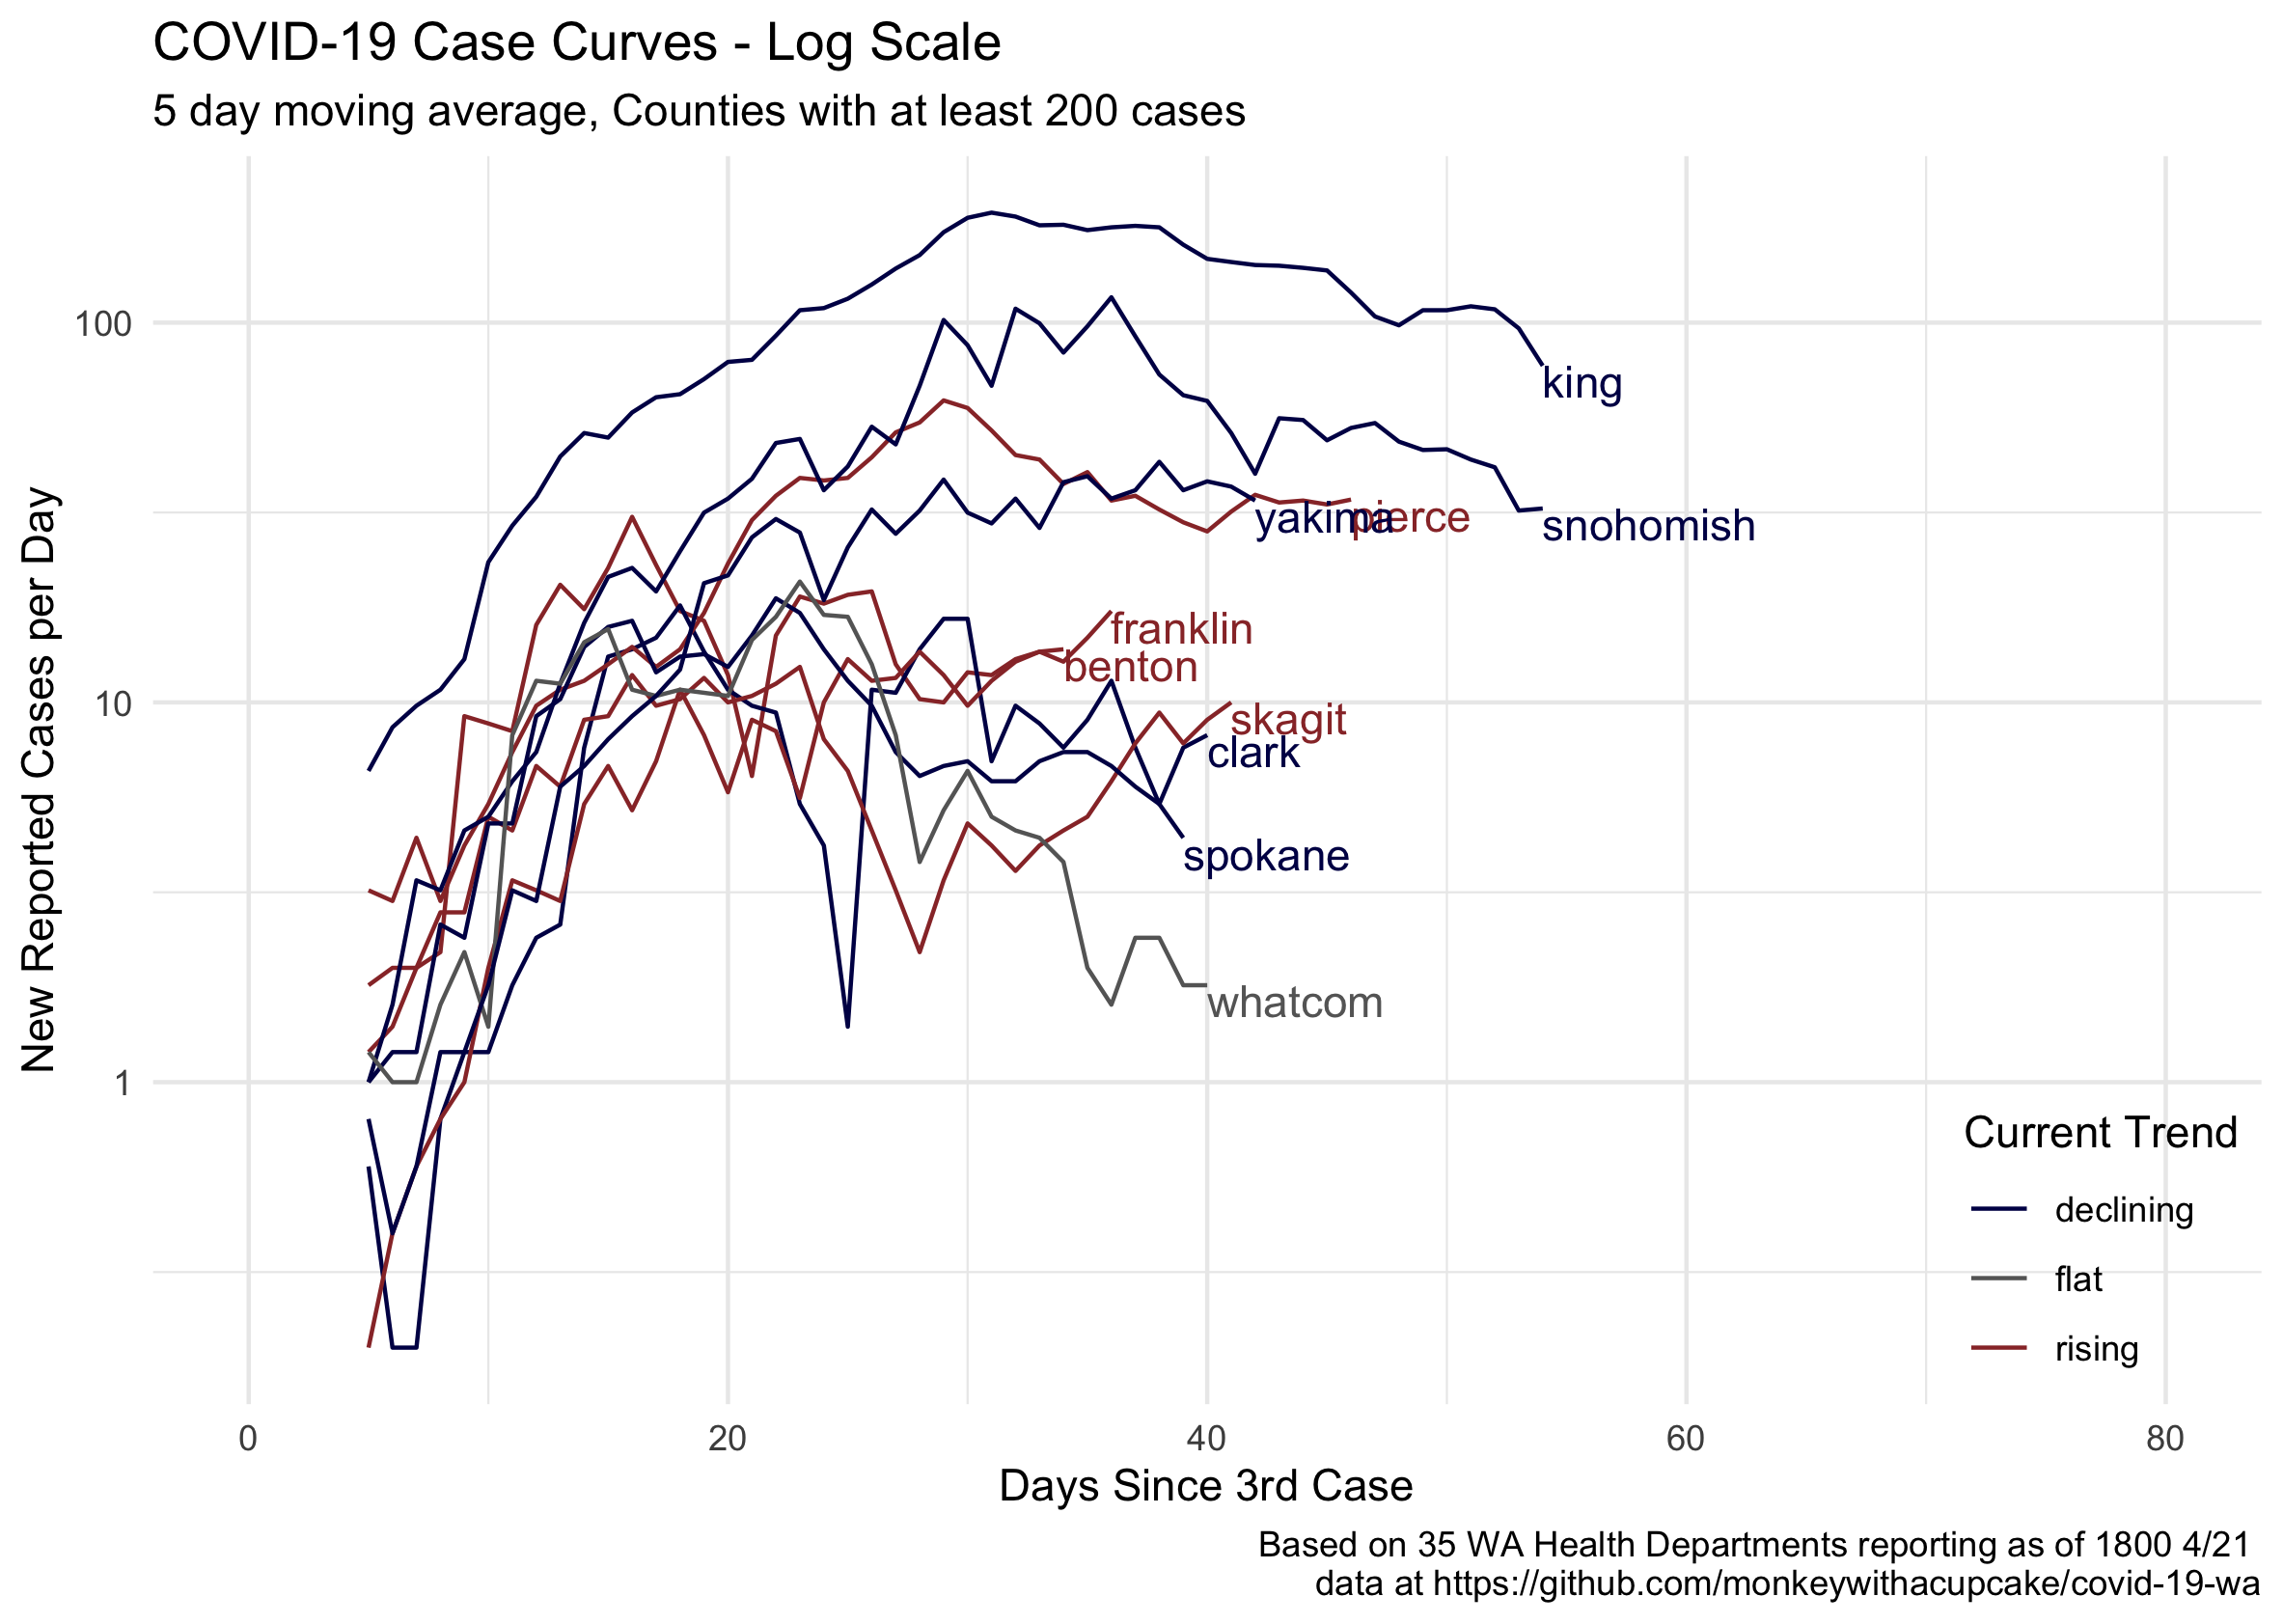 COVID-19 Case Curves - Log Scale
5 day moving average, Counties with at least 200 cases
New Reported Cases per Day
100
10
1
king
snohomish
yakima
pierce
franklin
benton
skagit
clark
spokane
whatcom
Current Trend
declining
flat
rising
0
20
40
60
80
Days Since 3rd Case
Based on 35 WA Health Departments reporting as of 1800 4/21
data at https://github.com/monkeywithacupcake/covid-19-wa